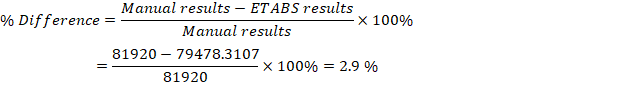 % Difference = (Manual results − ETABS results) / Manual results × 100%
= (81920 − 79478.3107) / 81920 × 100% = 2.9 %